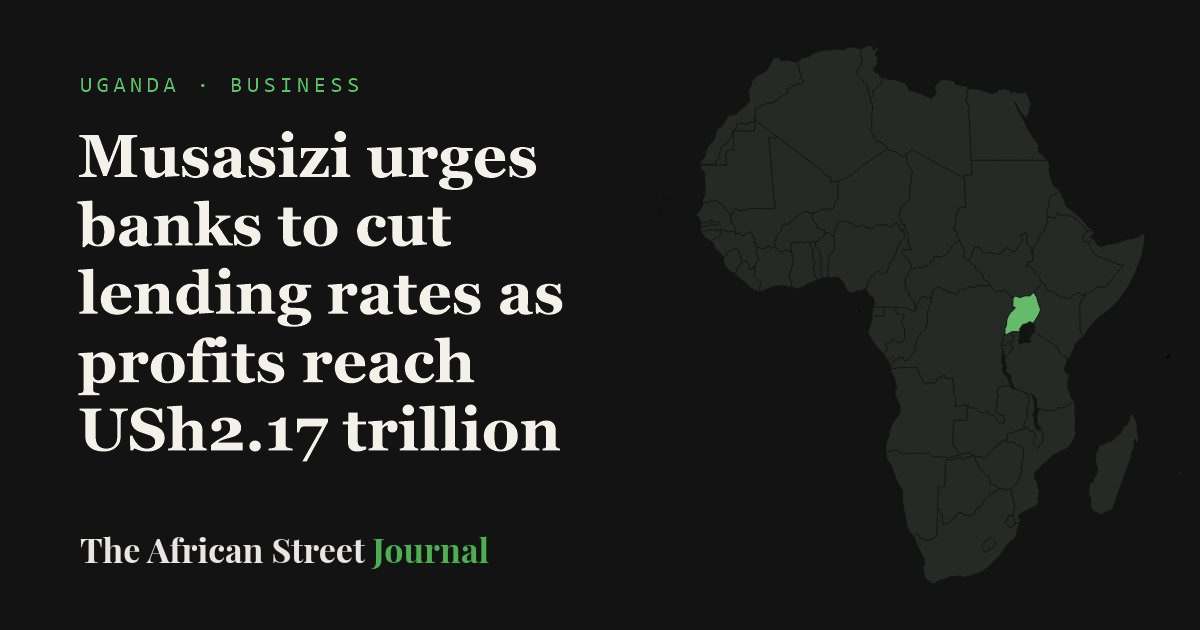 UGANDA · BUSINESS
Musasizi urges
banks to cut
lending rates as
profits reach
USh2.17 trillion
The African Street Journal